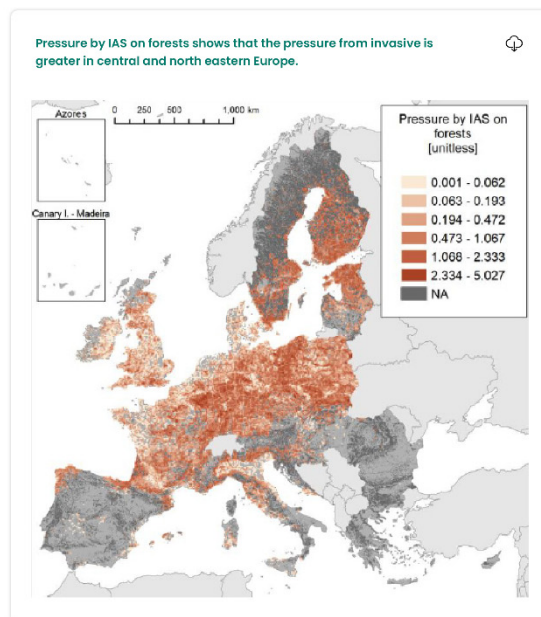 Pressure by IAS on forests shows that the pressure from invasive is
greater in central and north eastern Europe.
Azores
0 250 500 1,000 km
Canary I. - Madeira
Pressure by IAS on
forests
[unitless]
0.001 - 0.062
0.063 - 0.193
0.194 - 0.472
0.473 - 1.067
1.068 - 2.333
2.334 - 5.027
NA